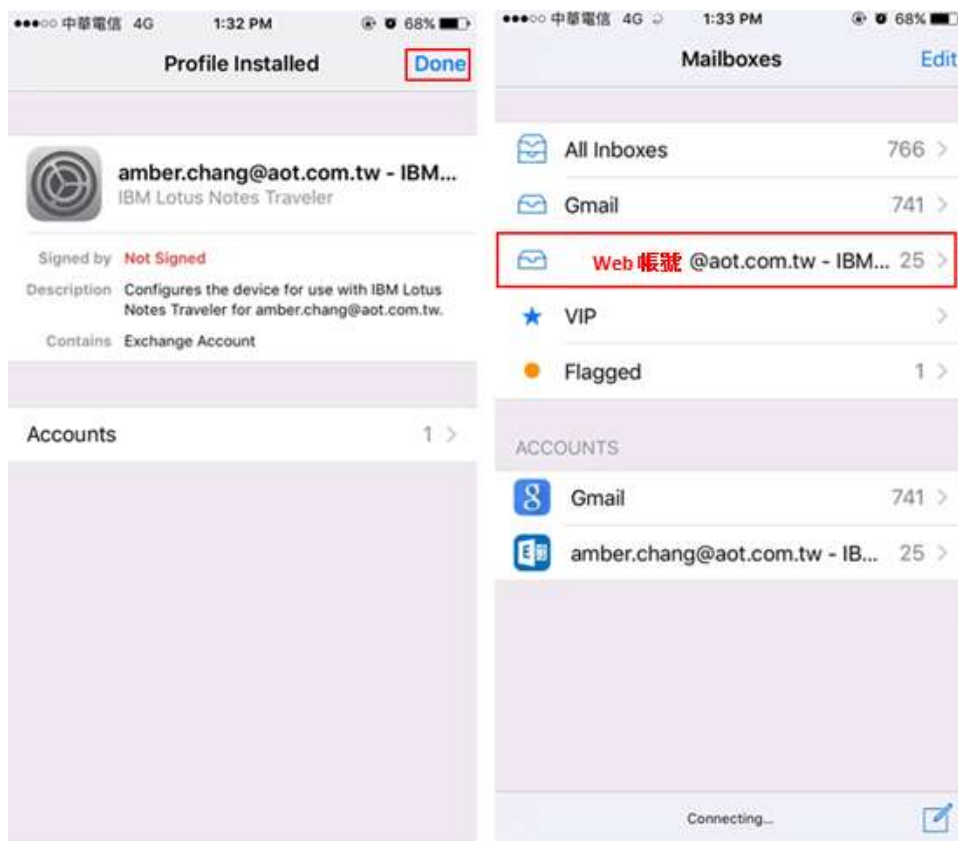 中華電信 4G 1:32 PM 68%
Profile Installed Done
amber.chang@aot.com.tw - IBM...
IBM Lotus Notes Traveler
Signed by Not Signed
Description Configures the device for use with IBM Lotus
Notes Traveler for amber.chang@aot.com.tw.
Contains Exchange Account
Accounts 1
中華電信 4G 1:33 PM 68%
Mailboxes Edit
All Inboxes 766
Gmail 741
Web 帳號 @aot.com.tw - IBM... 25
VIP
Flagged 1
ACCOUNTS
Gmail 741
amber.chang@aot.com.tw - IB... 25
Connecting...